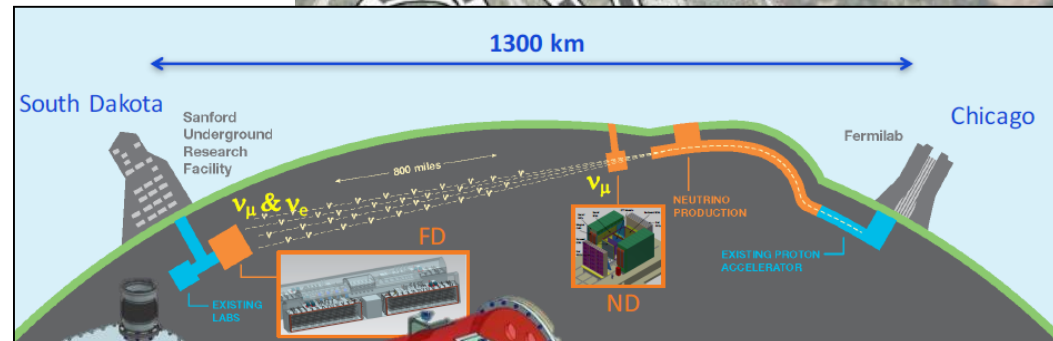 1300 km
South Dakota
Sanford
Underground
Research
Facility
Fermilab
Chicago
800 miles
νμ & νe
νμ
NEUTRINO
PRODUCTION
FD
ND
EXISTING PROTON
ACCELERATOR
EXISTING
LABS